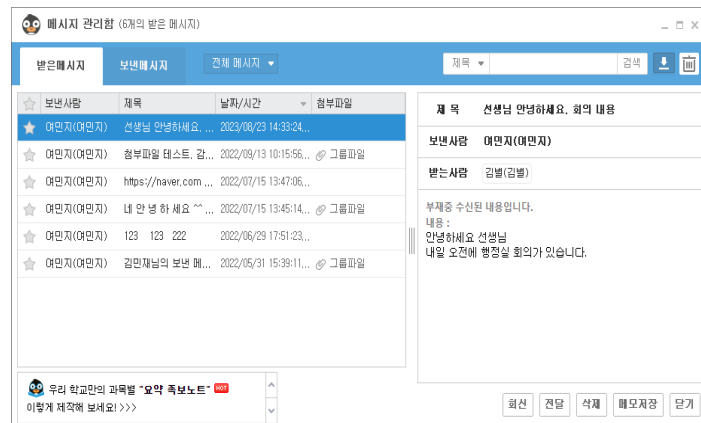 메시지 관리함 (6개의 받은 메시지)
받은메시지 보낸메시지 전체 메시지 제목 검색
보낸사람 제목 날짜/시간 첨부파일
여민지(여민지) 선생님 안녕하세요. ... 2023/08/23 14:33:24...
여민지(여민지) 첨부파일 테스트. 감... 2022/09/13 10:15:56... 그룹파일
여민지(여민지) https://naver.com ... 2022/07/15 13:47:06...
여민지(여민지) 네 안 녕 하 세요 ^^ ... 2022/07/15 13:45:14... 그룹파일
여민지(여민지) 123 123 222 2022/06/29 17:51:23...
여민지(여민지) 김민재님의 보낸 메... 2022/05/31 15:39:11... 그룹파일
제 목 선생님 안녕하세요. 회의 내용
보낸사람 여민지(여민지)
받는사람 김별(김별)
부재중 수신된 내용입니다.
내용 :
안녕하세요 선생님
내일 오전에 행정실 회의가 있습니다.
우리 학교만의 과목별 "요약 족보노트" HOT
이렇게 제작해 보세요! >>>
회신 전달 삭제 메모저장 닫기